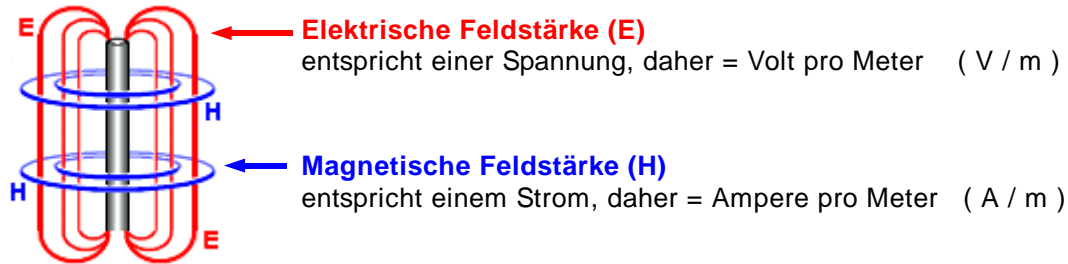 E
Elektrische Feldstärke (E)
entspricht einer Spannung, daher = Volt pro Meter ( V / m )
H
Magnetische Feldstärke (H)
H
entspricht einem Strom, daher = Ampere pro Meter ( A / m )
E